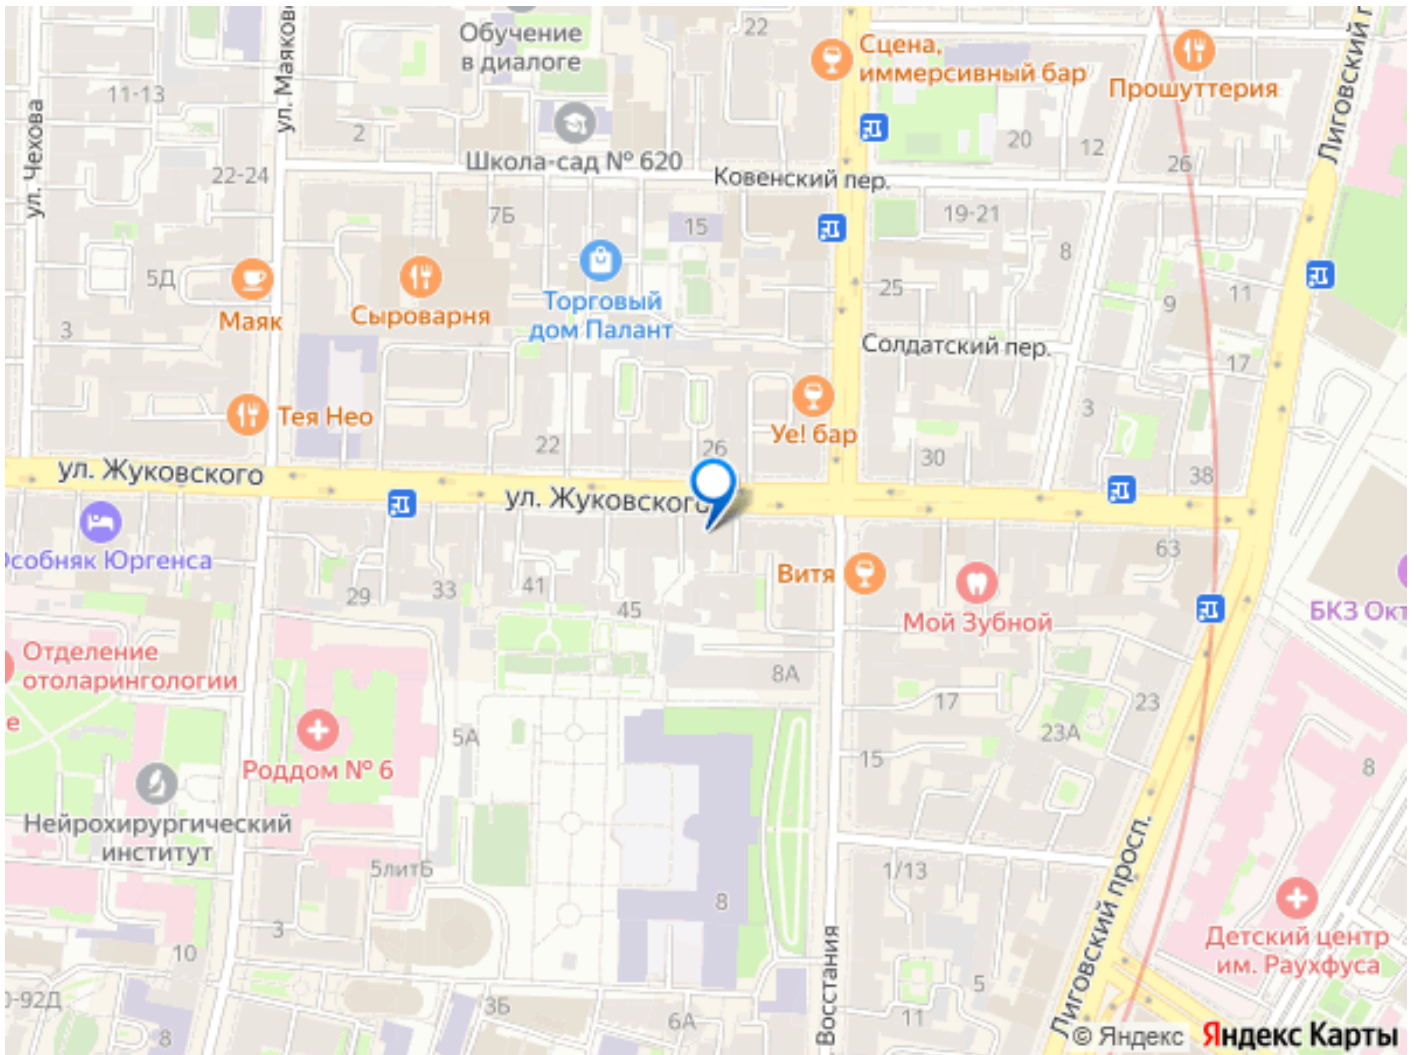 Обучение
в диалоге
22
Сцена,
иммерсивный бар
Прошуттерия
Лиговский
11-13
ул. Чехова
ул. Маяков
2
Школа-сад № 620
20
12
26
22-24
Ковенский пер.
7Б
15
19-21
8
5Д
Маяк
Сыроварня
Торговый
дом Палант
25
9
11
3
Солдатский пер.
17
Тея Нео
22
26
Уе! бар
30
3
38
ул. Жуковского
ул. Жуковского
Особняк Юргенса
29
33
41
45
Витя
Мой Зубной
63
БКЗ Окт
Отделение
отоларингологии
е
8А
17
23
23А
5А
Роддом № 6
15
8
Нейрохирургический
институт
5литБ
1/13
8
Лиговский просп.
3
10
Восстания
Детский центр
им. Раухфуса
0-92Д
3Б
6А
5
11
8
© Яндекс Яндекс Карты